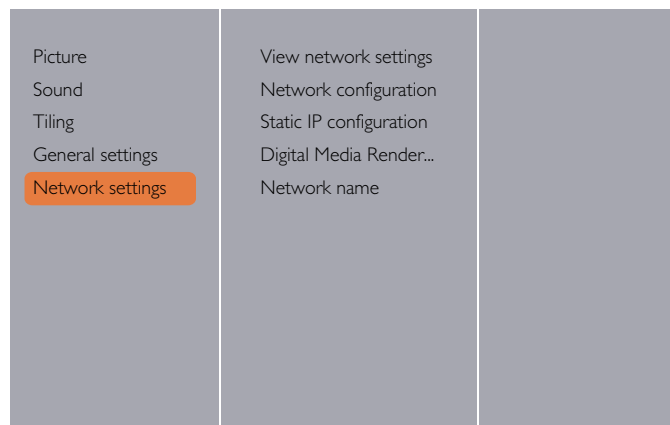 Picture
Sound
Tiling
General settings
Network settings
View network settings
Network configuration
Static IP configuration
Digital Media Render...
Network name